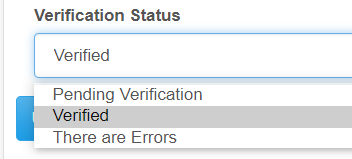 Verification Status
Verified
Pending Verification
Verified
There are Errors